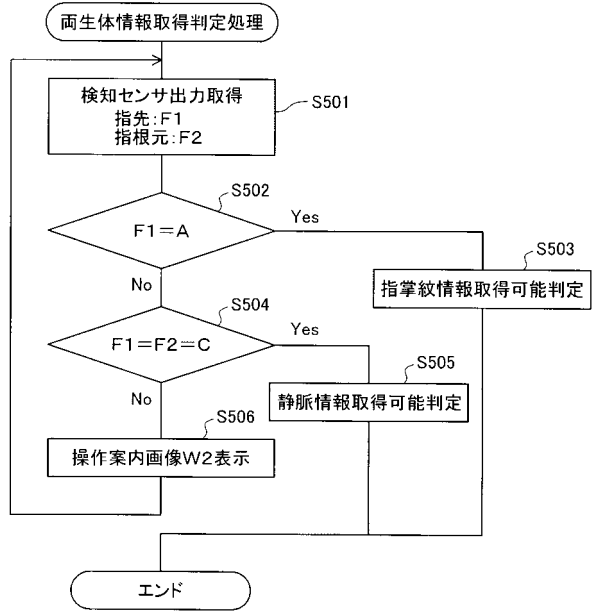 両生体情報取得判定処理
検知センサ出力取得
指先:F1
指根元:F2
S501
S502
F1=A
Yes
S503
指掌紋情報取得可能判定
No
S504
F1=F2=C
Yes
S505
静脈情報取得可能判定
No
S506
操作案内画像W2表示
エンド